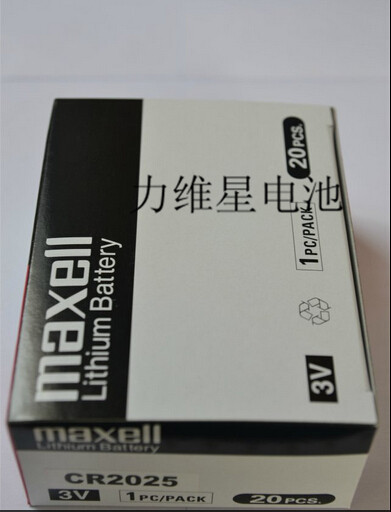 maxell
Lithium Battery
20 PCS.
1 PC/PACK
力维星电池
3V
maxell
Lithium Battery
CR2025
3V
1 PC/PACK
20 PCS.